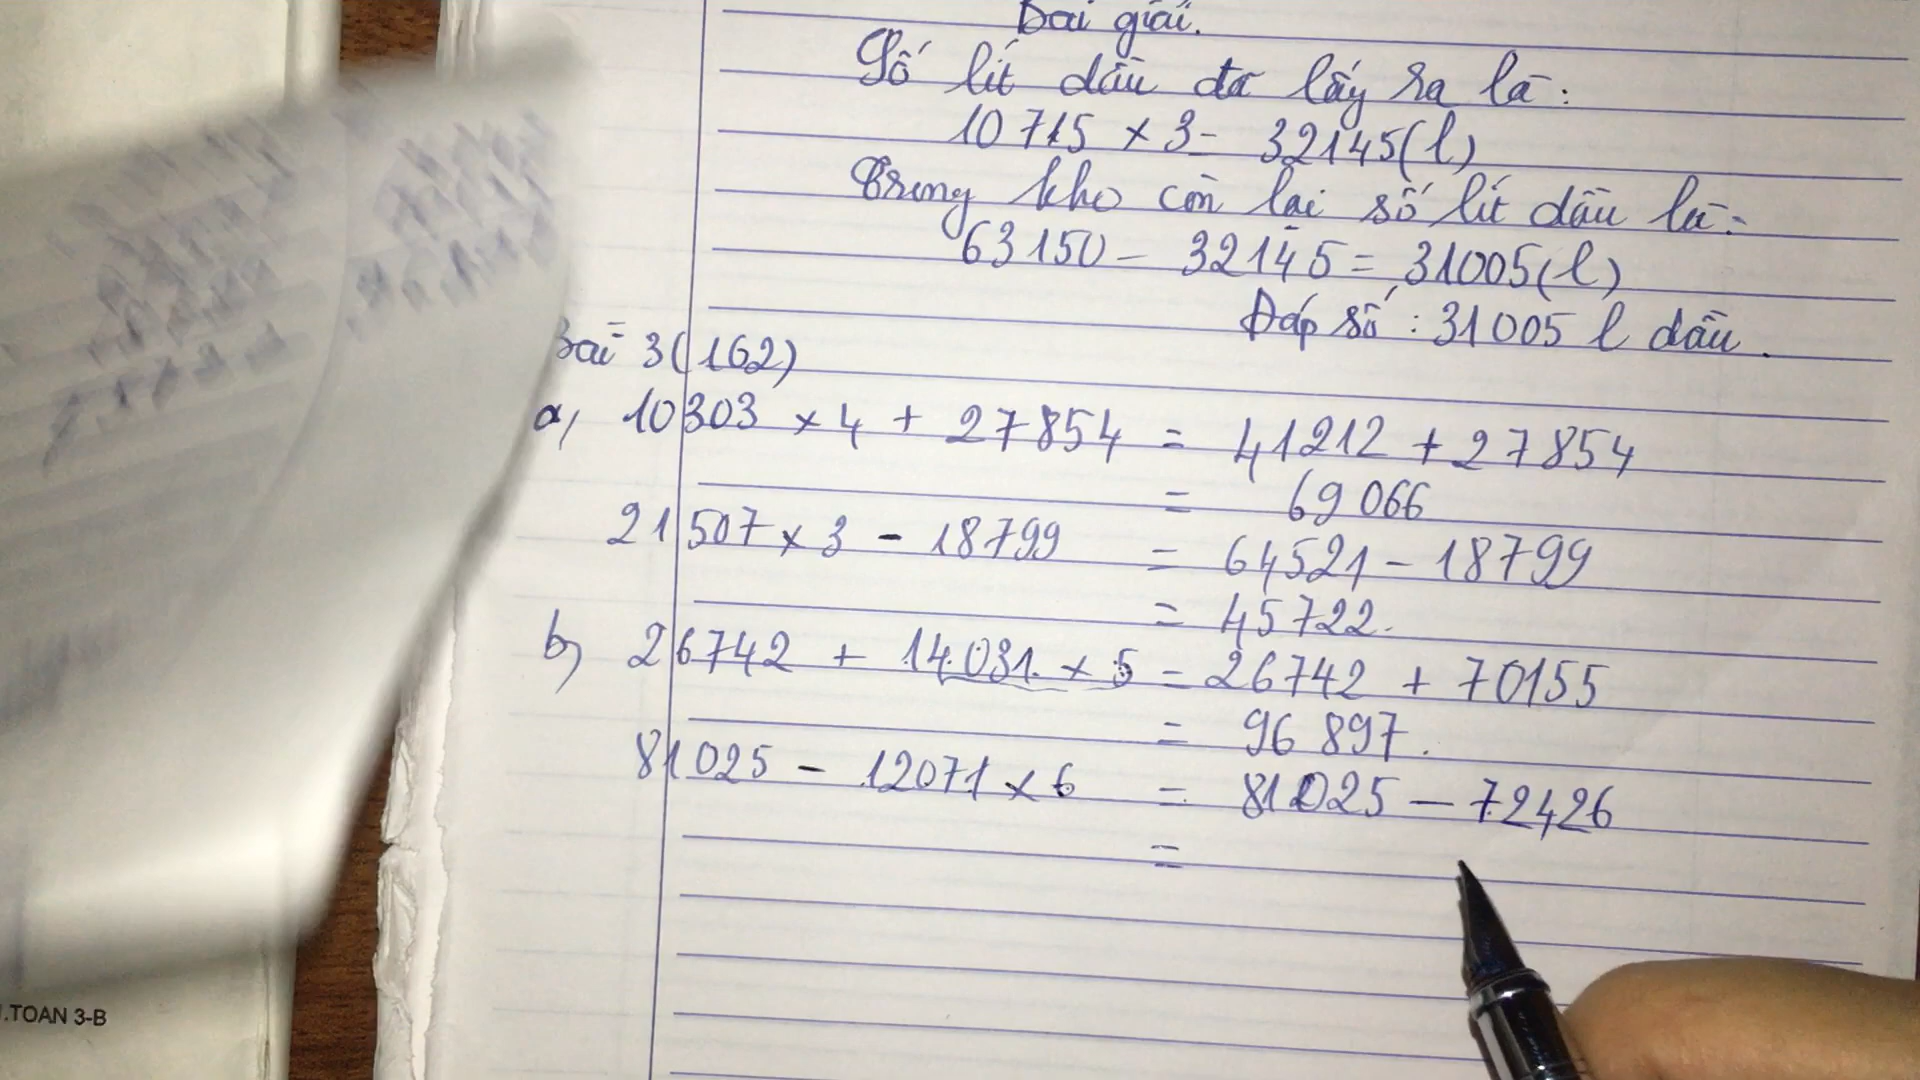 Bài giải.
Số lít dầu đã lấy ra là:
10715 x 3 = 32145(l)
Trong kho còn lại số lít dầu là:
63150 - 32145 = 31005(l)
Đáp số: 31005 l dầu.
Bài 3(162)
a, 10303 x 4 + 27854 = 41212 + 27854
= 69066
21507 x 3 - 18799 = 64521 - 18799
= 45722.
b, 26742 + 14031 x 5 = 26742 + 70155
= 96897.
81025 - 12071 x 6 = 81025 - 72426
=
.TOAN 3-B